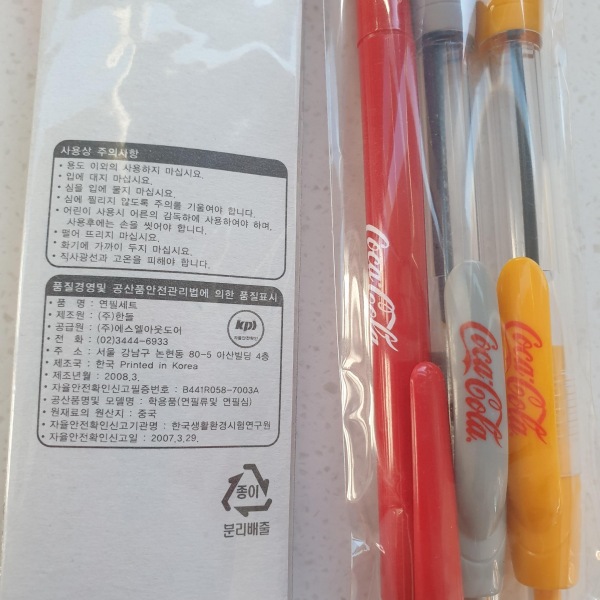 사용상 주의사항
• 용도 이외의 사용하지 마십시요.
• 입에 대지 마십시요.
• 심을 입에 물지 마십시요.
• 심에 찔리지 않도록 주의를 기울여야 합니다.
• 어린이 사용시 어른의 감독하에 사용하여야 하며,
사용후에는 손을 씻어야 합니다.
• 떨어 뜨리지 마십시요.
• 화기에 가까이 두지 마십시요.
• 직사광선과 고온을 피해야 합니다.
품질경영및 공산품안전관리법에 의한 품질표시
• 품 명 : 연필세트
• 제조원 : (주)한돌
• 공급원 : (주)에스엘아웃도어
• 전 화 : (02)3444-6933
• 주 소 : 서울 강남구 논현동 80-5 아산빌딩 4층
• 제조국 : 한국 Printed in Korea
• 제조년월 : 2008,3,
• 자율안전확인신고필증번호 : B441R058-7003A
• 공산품명및 모델명 : 학용품(연필류및 연필심)
• 원재료의 원산지 : 중국
• 자율안전확인신고기관명 : 한국생활환경시험연구원
• 자율안전확인신고일 : 2007,3,29.
kps
자율안전확인
종이
분리배출
Coca-Cola
Coca-Cola
Coca-Cola